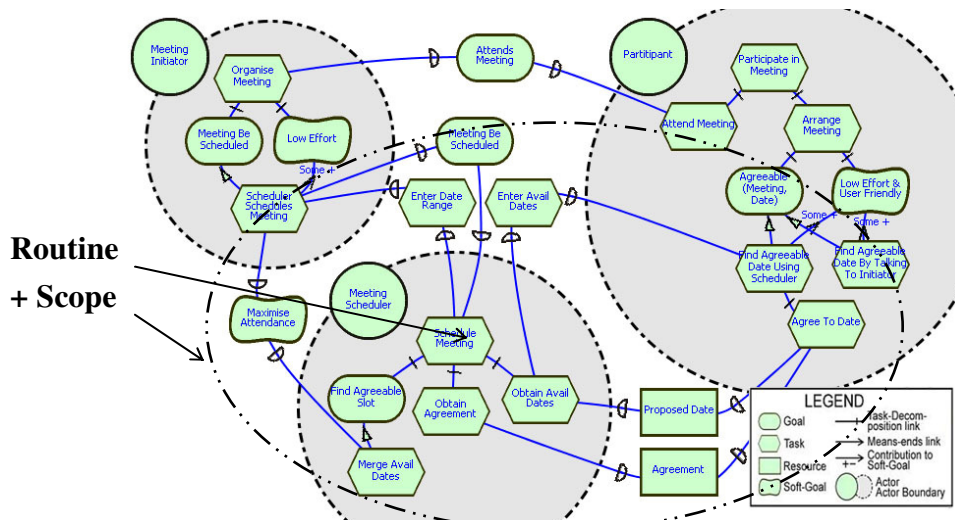 Meeting
Initiator
Organise
Meeting
Meeting Be
Scheduled
Low Effort
Some +
Scheduler
Schedules
Meeting
Attends
Meeting
Meeting Be
Scheduled
Enter Date
Range
Enter Avail
Dates
Partitipant
Participate in
Meeting
Attend Meeting
Arrange
Meeting
Agreeable
(Meeting,
Date)
Low Effort &
User Friendly
Some +
Some +
Find Agreeable
Date Using
Scheduler
Find Agreeable
Date By Talking
To Initiator
Agree To Date
Routine
+ Scope
Maximise
Attendance
Meeting
Scheduler
Schedule
Meeting
Find Agreeable
Slot
Obtain
Agreement
Obtain Avail
Dates
Merge Avail
Dates
Proposed Date
Agreement
LEGEND
Goal
Task
Resource
Soft-Goal
Task-Decom-
position link
Means-ends link
Contribution to
Soft-Goal
+-
Actor
Actor Boundary